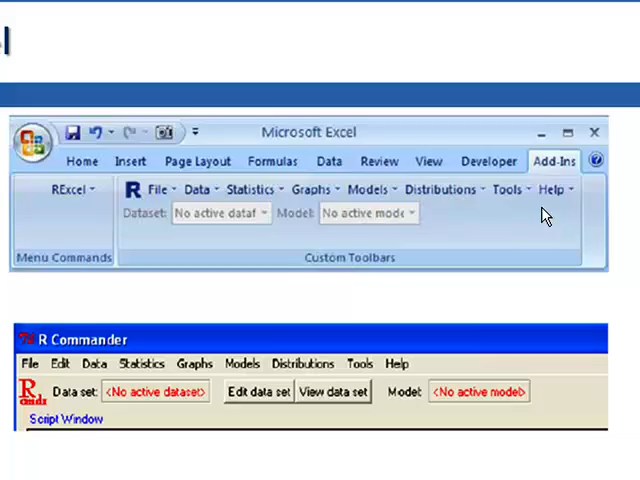 Microsoft Excel
Home Insert Page Layout Formulas Data Review View Developer Add-Ins
RExcel R File Data Statistics Graphs Models Distributions Tools Help
Dataset: No active dataf Model: No active mode
Menu Commands Custom Toolbars
R Commander
File Edit Data Statistics Graphs Models Distributions Tools Help
R cmdr Data set: <No active dataset> Edit data set View data set Model: <No active model>
Script Window